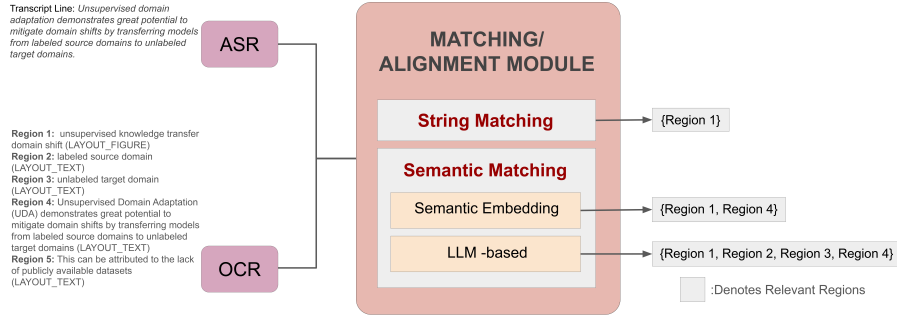 Transcript Line: Unsupervised domain
adaptation demonstrates great potential to
mitigate domain shifts by transferring models
from labeled source domains to unlabeled
target domains.
ASR
Region 1: unsupervised knowledge transfer
domain shift (LAYOUT_FIGURE)
Region 2: labeled source domain
(LAYOUT_TEXT)
Region 3: unlabeled target domain
(LAYOUT_TEXT)
Region 4: Unsupervised Domain Adaptation
(UDA) demonstrates great potential to
mitigate domain shifts by transferring models
from labeled source domains to unlabeled
target domains (LAYOUT_TEXT)
Region 5: This can be attributed to the lack
of publicly available datasets
(LAYOUT_TEXT)
OCR
MATCHING/
ALIGNMENT MODULE
String Matching
{Region 1}
Semantic Matching
Semantic Embedding
{Region 1, Region 4}
LLM -based
{Region 1, Region 2, Region 3, Region 4}
:Denotes Relevant Regions